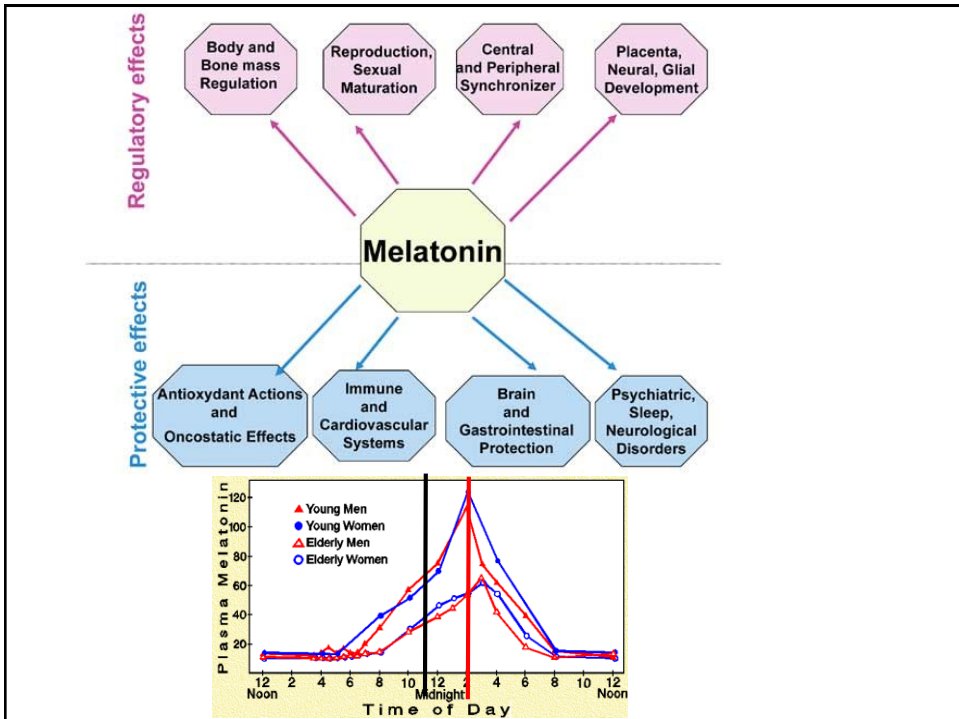 Regulatory effects
Body and
Bone mass
Regulation
Reproduction,
Sexual
Maturation
Central
and Peripheral
Synchronizer
Placenta,
Neural, Glial
Development
Melatonin
Protective effects
Antioxydant Actions
and
Oncostatic Effects
Immune
and
Cardiovascular
Systems
Brain
and
Gastrointestinal
Protection
Psychiatric,
Sleep,
Neurological
Disorders
Plasma Melatonin
120
100
80
60
40
20
Young Men
Young Women
Elderly Men
Elderly Women
12 2 4 6 8 10 12 2 4 6 8 10 12
Noon Midnight Noon
Time of Day